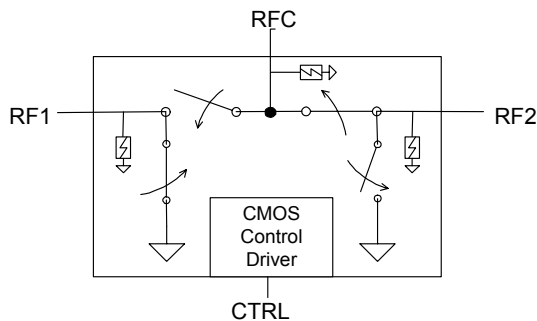 RFC
RF1
RF2
CMOS
Control
Driver
CTRL